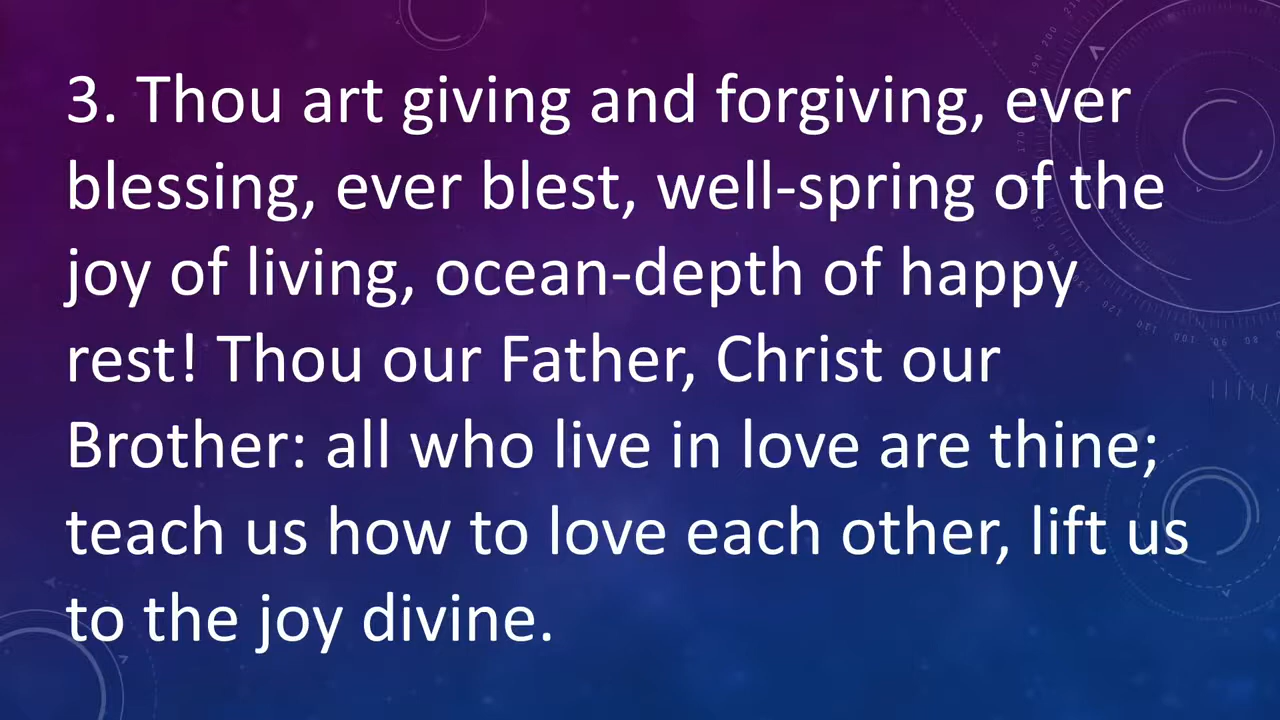 3. Thou art giving and forgiving, ever
blessing, ever blest, well-spring of the
joy of living, ocean-depth of happy
rest! Thou our Father, Christ our
Brother: all who live in love are thine;
teach us how to love each other, lift us
to the joy divine.